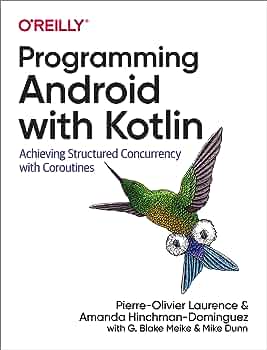 O'REILLY®
Programming
Android
with Kotlin
Achieving Structured Concurrency
with Coroutines
Pierre-Olivier Laurence &
Amanda Hinchman-Dominguez
with G. Blake Meike & Mike Dunn